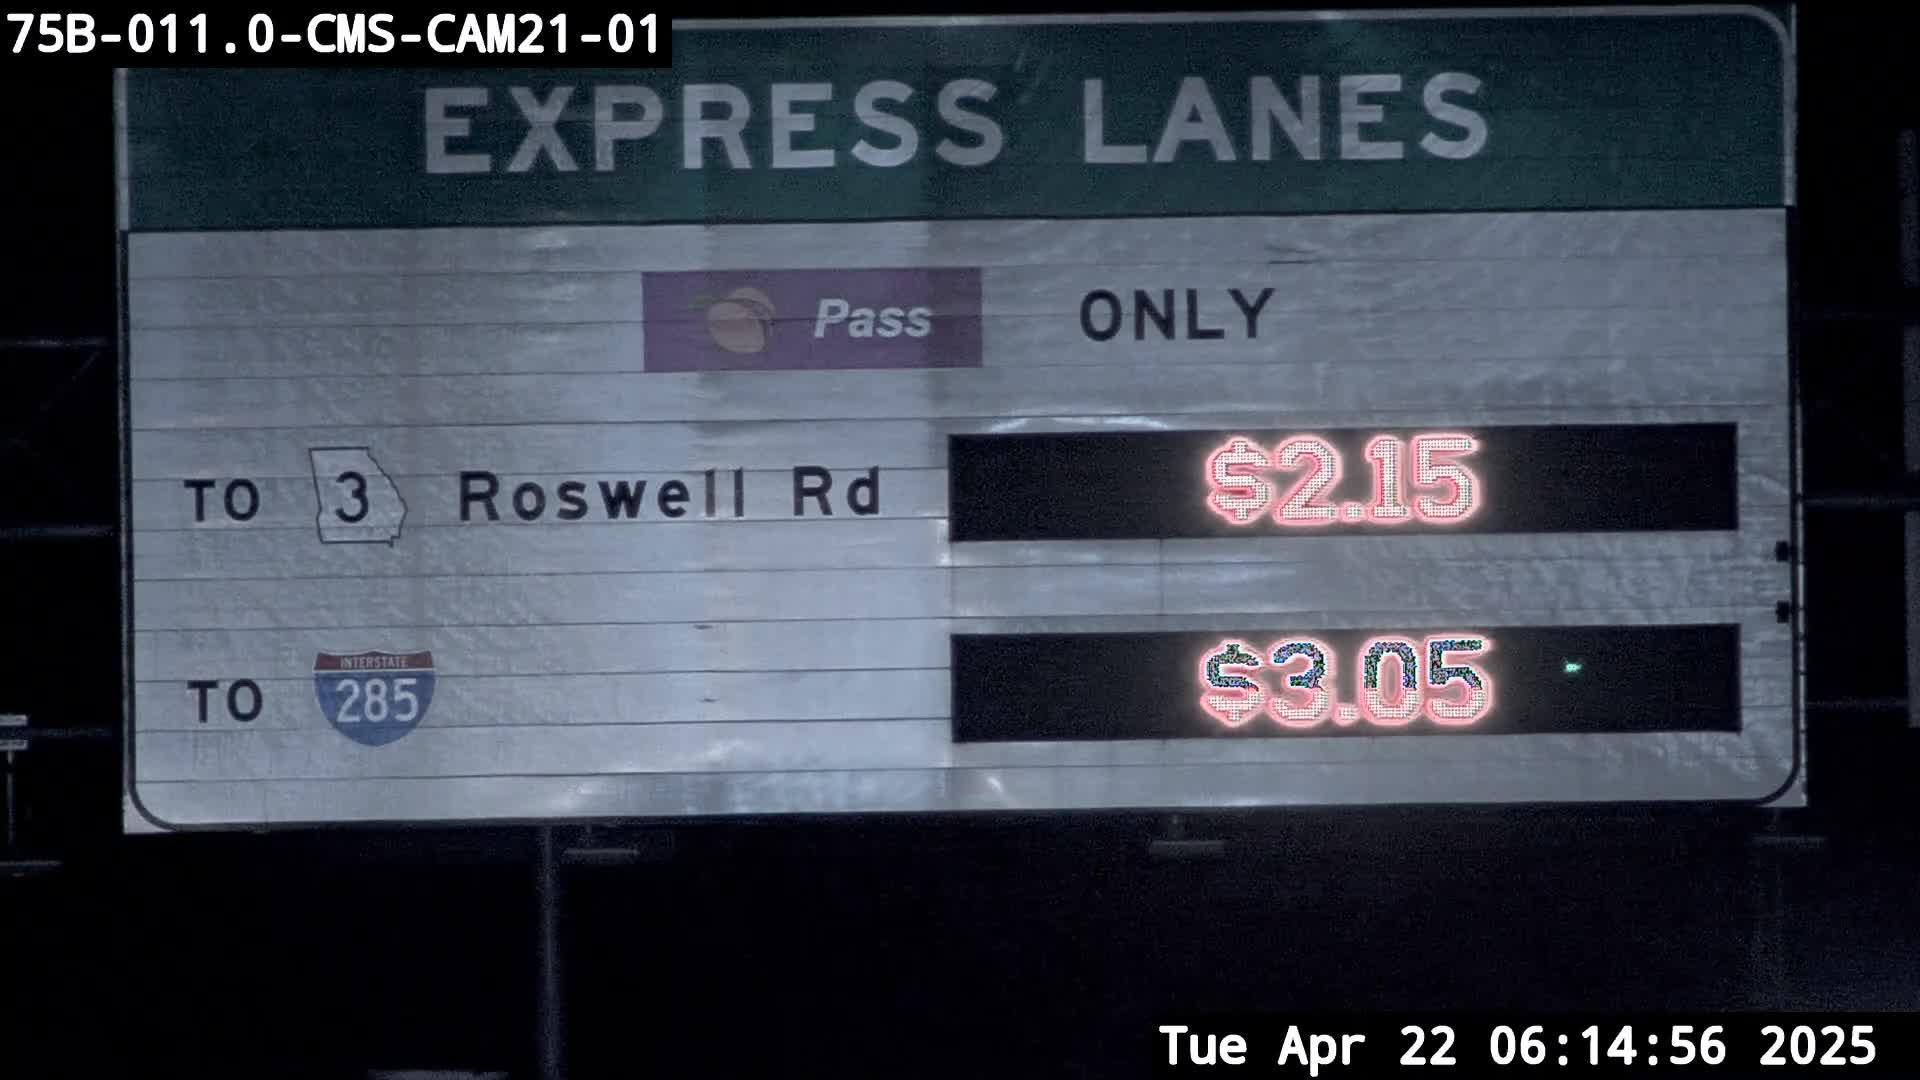 75B-011.0-CMS-CAM21-01
EXPRESS LANES
Pass ONLY
TO 3 Roswell Rd $2.15
TO INTERSTATE 285 $3.05
Tue Apr 22 06:14:56 2025